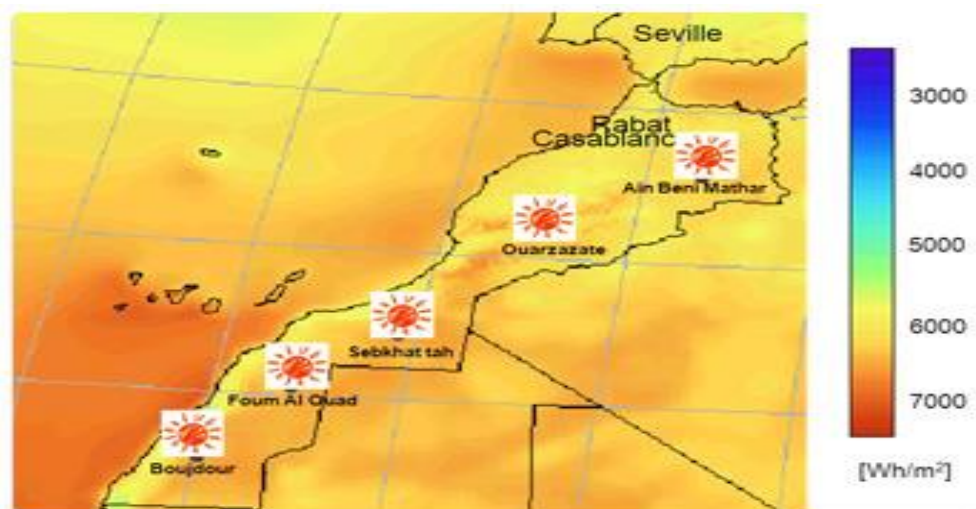 Seville
Rabat
Casablanc
Ain Beni Mathar
Ouarzazate
Sebkhat tah
Foum Al Ouad
Boujdour
3000
4000
5000
6000
7000
[Wh/m²]